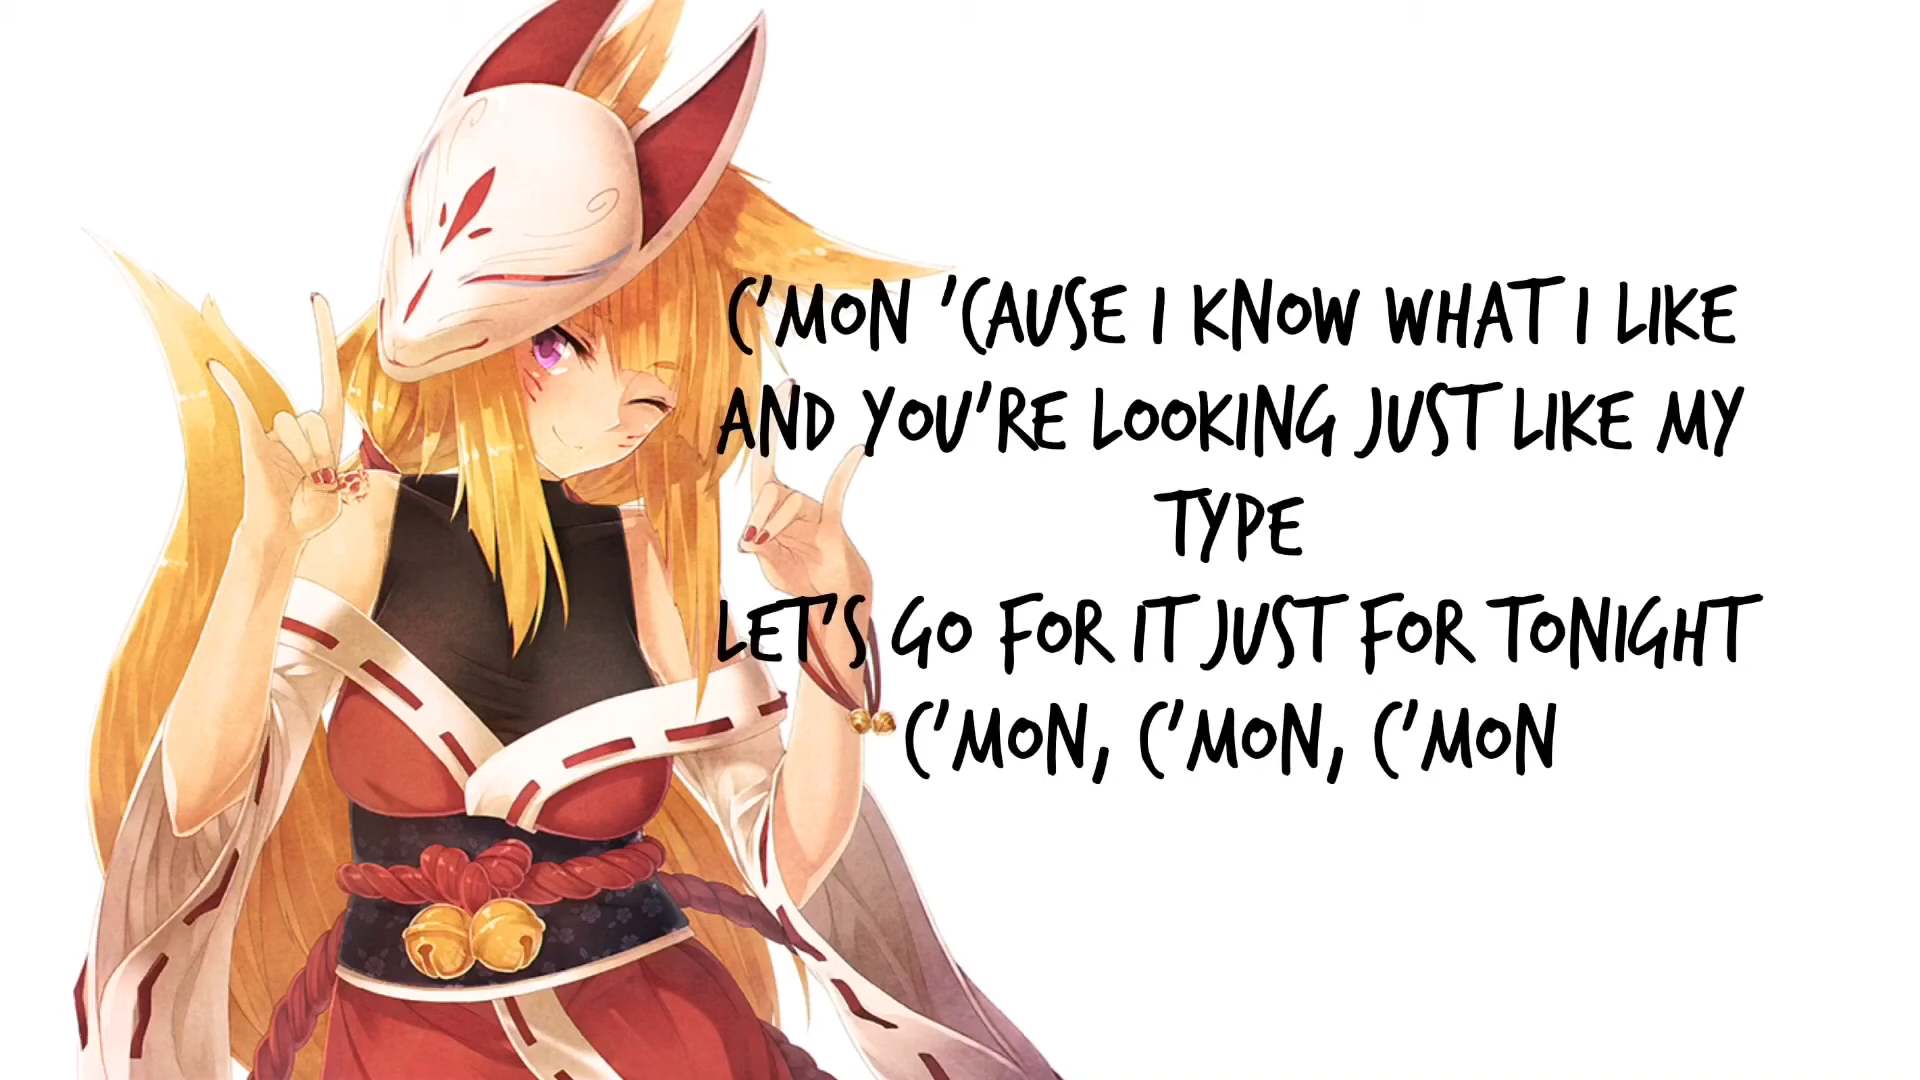 C'MON 'CAUSE I KNOW WHAT I LIKE
AND YOU'RE LOOKING JUST LIKE MY
TYPE
LET'S GO FOR IT JUST FOR TONIGHT
C'MON, C'MON, C'MON